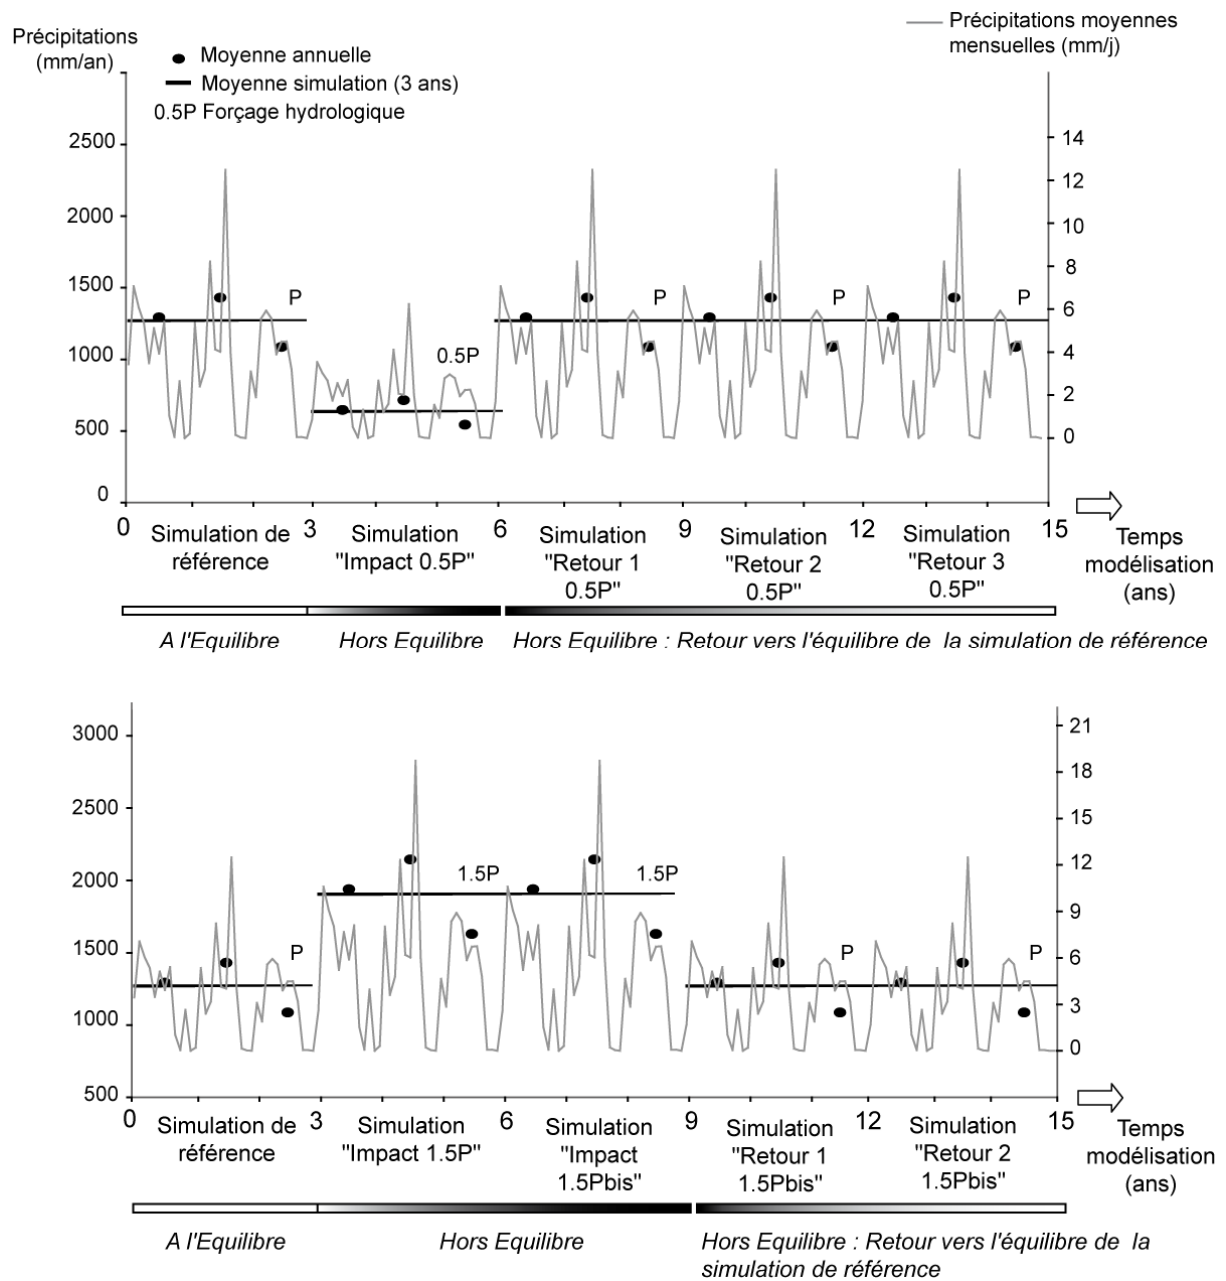 Précipitations
(mm/an)
Moyenne annuelle
Moyenne simulation (3 ans)
0.5P Forçage hydrologique
Précipitations moyennes
mensuelles (mm/j)
2500
2000
1500
1000
500
0
14
12
10
8
6
4
2
0
P
0.5P
P
P
P
0
3
6
9
12
15
Simulation de
référence
Simulation
"Impact 0.5P"
Simulation
"Retour 1
0.5P"
Simulation
"Retour 2
0.5P"
Simulation
"Retour 3
0.5P"
Temps
modélisation
(ans)
A l'Equilibre
Hors Equilibre
Hors Equilibre : Retour vers l'équilibre de la simulation de référence
3000
2500
2000
1500
1000
500
21
18
15
12
9
6
3
0
P
1.5P
1.5P
P
P
0
3
6
9
12
15
Simulation de
référence
Simulation
"Impact 1.5P"
Simulation
"Impact
1.5Pbis"
Simulation
"Retour 1
1.5Pbis"
Simulation
"Retour 2
1.5Pbis"
Temps
modélisation
(ans)
A l'Equilibre
Hors Equilibre
Hors Equilibre : Retour vers l'équilibre de la
simulation de référence